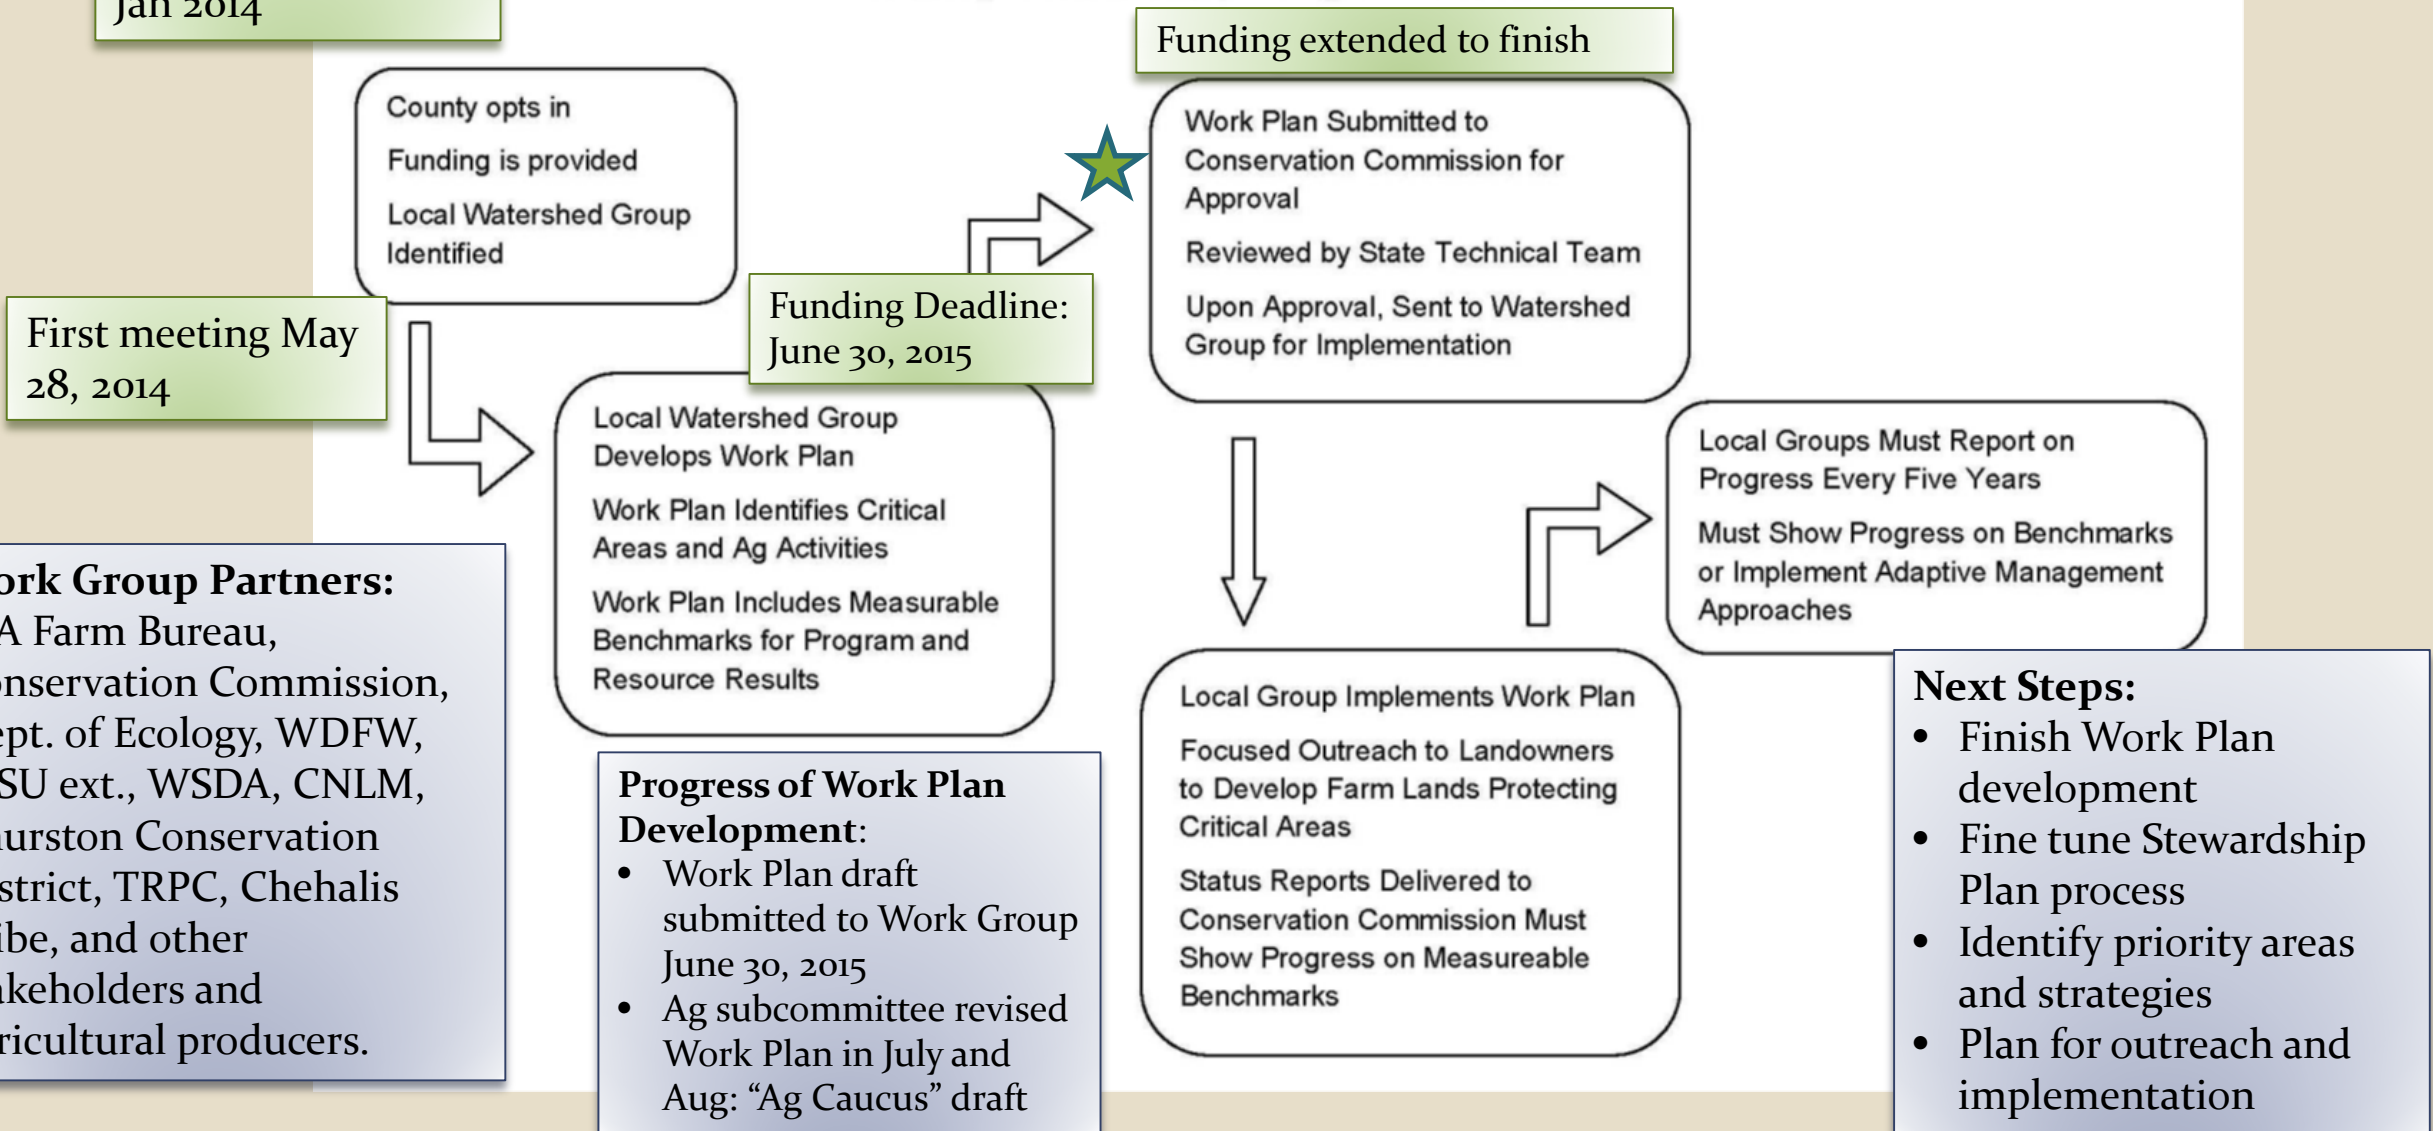 Jan 2014
Funding extended to finish
County opts in
Funding is provided
Local Watershed Group
Identified
Work Plan Submitted to
Conservation Commission for
Approval
Reviewed by State Technical Team
Upon Approval, Sent to Watershed
Group for Implementation
First meeting May
28, 2014
Funding Deadline:
June 30, 2015
Local Watershed Group
Develops Work Plan
Work Plan Identifies Critical
Areas and Ag Activities
Work Plan Includes Measurable
Benchmarks for Program and
Resource Results
Local Groups Must Report on
Progress Every Five Years
Must Show Progress on Benchmarks
or Implement Adaptive Management
Approaches
ork Group Partners:
A Farm Bureau,
onservation Commission,
ept. of Ecology, WDFW,
SU ext., WSDA, CNLM,
urston Conservation
strict, TRPC, Chehalis
ibe, and other
akeholders and
ricultural producers.
Progress of Work Plan
Development:
• Work Plan draft
submitted to Work Group
June 30, 2015
• Ag subcommittee revised
Work Plan in July and
Aug: “Ag Caucus” draft
Local Group Implements Work Plan
Focused Outreach to Landowners
to Develop Farm Lands Protecting
Critical Areas
Status Reports Delivered to
Conservation Commission Must
Show Progress on Measureable
Benchmarks
Next Steps:
• Finish Work Plan
development
• Fine tune Stewardship
Plan process
• Identify priority areas
and strategies
• Plan for outreach and
implementation